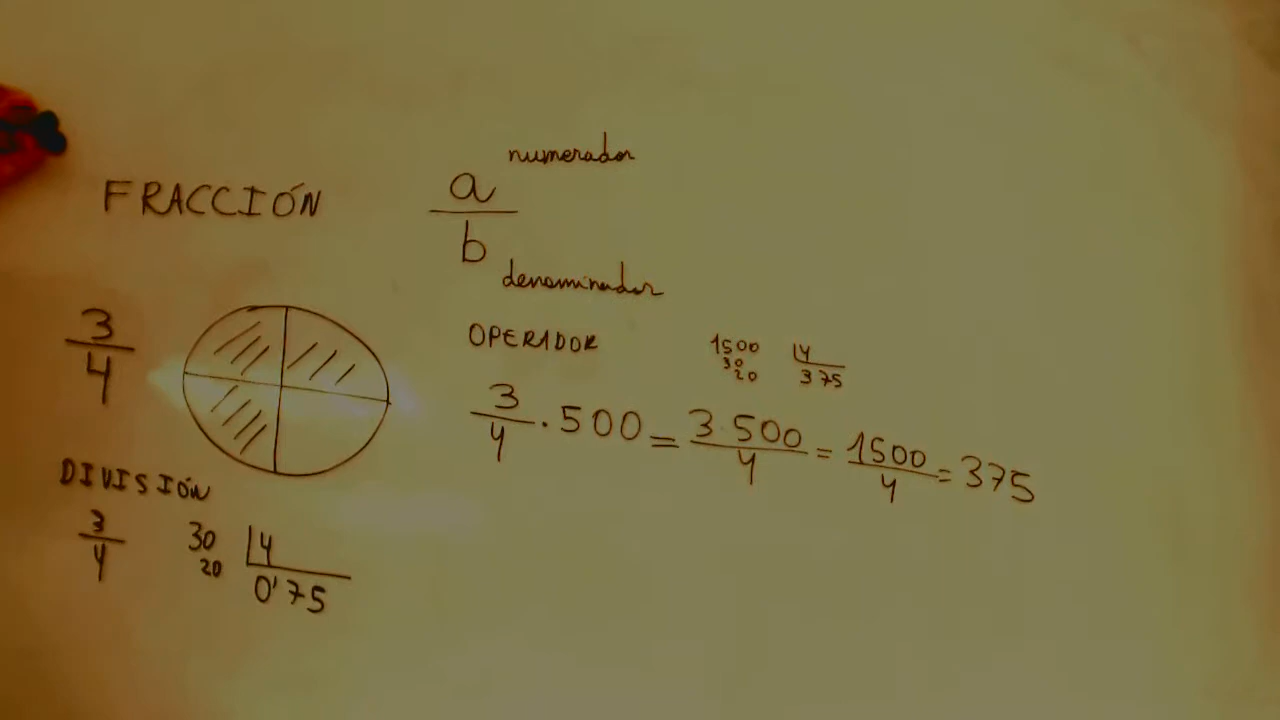 FRACCIÓN
numerador
a
b
denominador
3
4
OPERADOR
1500 4
30
20 375
3/4 · 500 = 3·500/4 = 1500/4 = 375
DIVISIÓN
3
4
30 4
20 0'75